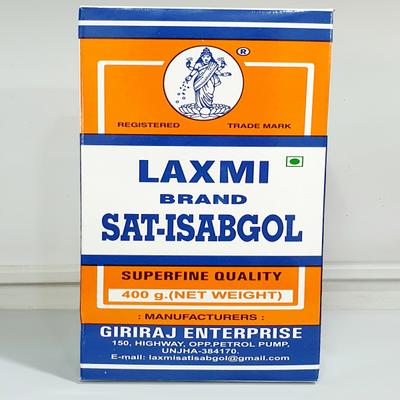 ®
REGISTERED TRADE MARK
LAXMI
BRAND
SAT-ISABGOL
SUPERFINE QUALITY
400 g.(NET WEIGHT)
: MANUFACTURERS :
GIRIRAJ ENTERPRISE
150, HIGHWAY, OPP.PETROL PUMP,
UNJHA-384170.
E-mail: laxmisatisabgol@gmail.com